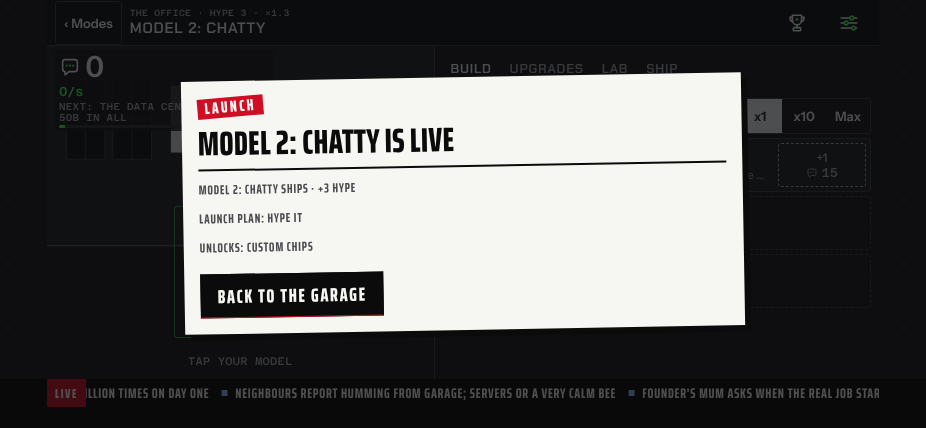 ‹ Modes
THE OFFICE · HYPE 3 · ×1.3
MODEL 2: CHATTY
0
0/s
NEXT: THE DATA CEN
50B IN ALL
BUILD UPGRADES LAB SHIP
x1 x10 Max
+1
15
LAUNCH
MODEL 2: CHATTY IS LIVE
MODEL 2: CHATTY SHIPS · +3 HYPE
LAUNCH PLAN: HYPE IT
UNLOCKS: CUSTOM CHIPS
BACK TO THE GARAGE
TAP YOUR MODEL
LIVE ILLION TIMES ON DAY ONE ■ NEIGHBOURS REPORT HUMMING FROM GARAGE; SERVERS OR A VERY CALM BEE ■ FOUNDER'S MUM ASKS WHEN THE REAL JOB STAR